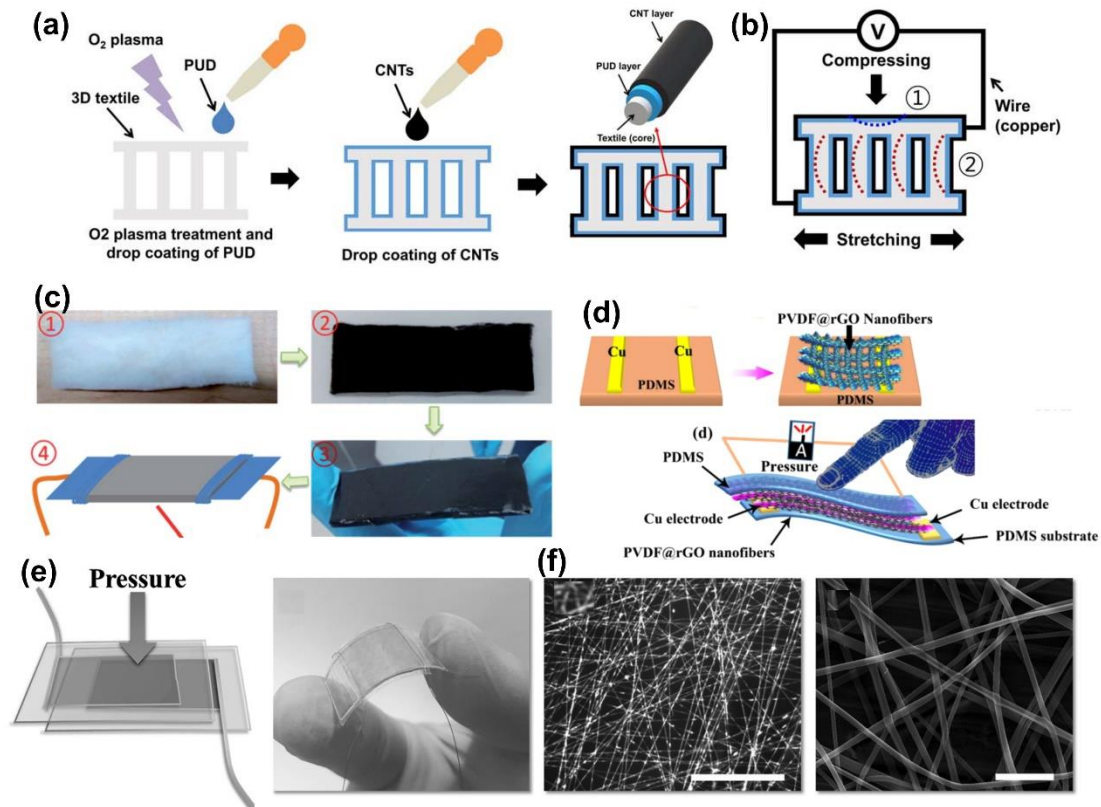 (a)
O2 plasma
PUD
3D textile
O2 plasma treatment and
drop coating of PUD
CNTs
Drop coating of CNTs
CNT layer
PUD layer
Textile (core)
(b)
V
Compressing
①
Wire
(copper)
②
Stretching
(c)
①
②
③
④
(d)
Cu
Cu
PDMS
PVDF@rGO Nanofibers
PDMS
(d)
A
Pressure
PDMS
Cu electrode
PVDF@rGO nanofibers
Cu electrode
PDMS substrate
(e)
Pressure
(f)